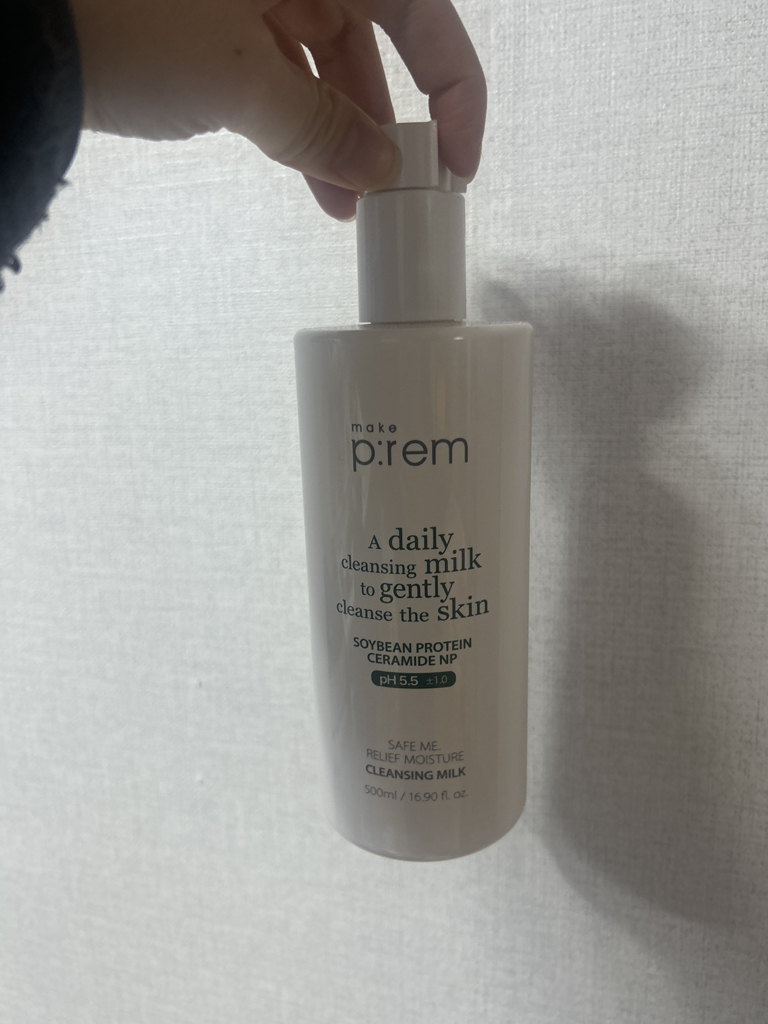 make
p:rem
A daily
cleansing milk
to gently
cleanse the skin
SOYBEAN PROTEIN
CERAMIDE NP
pH 5.5 ±1.0
SAFE ME.
RELIEF MOISTURE
CLEANSING MILK
500ml / 16.90 fl. oz.